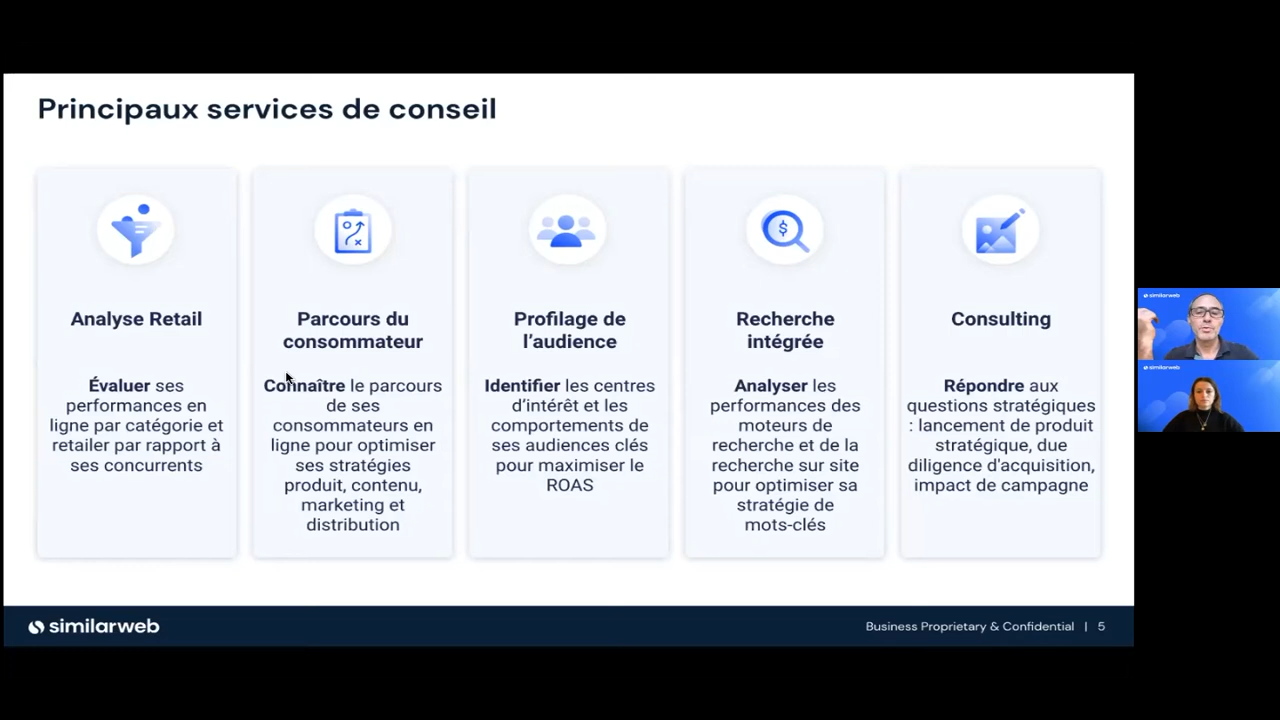 Principaux services de conseil
Analyse Retail
Évaluer ses
performances en
ligne par catégorie et
retailer par rapport à
ses concurrents
Parcours du
consommateur
Connaître le parcours
de ses
consommateurs en
ligne pour optimiser
ses stratégies
produit, contenu,
marketing et
distribution
Profilage de
l’audience
Identifier les centres
d’intérêt et les
comportements de
ses audiences clés
pour maximiser le
ROAS
$
Recherche
intégrée
Analyser les
performances des
moteurs de
recherche et de la
recherche sur site
pour optimiser sa
stratégie de
mots-clés
Consulting
Répondre aux
questions stratégiques
: lancement de produit
stratégique, due
diligence d'acquisition,
impact de campagne
similarweb
similarweb
similarweb
Business Proprietary & Confidential | 5